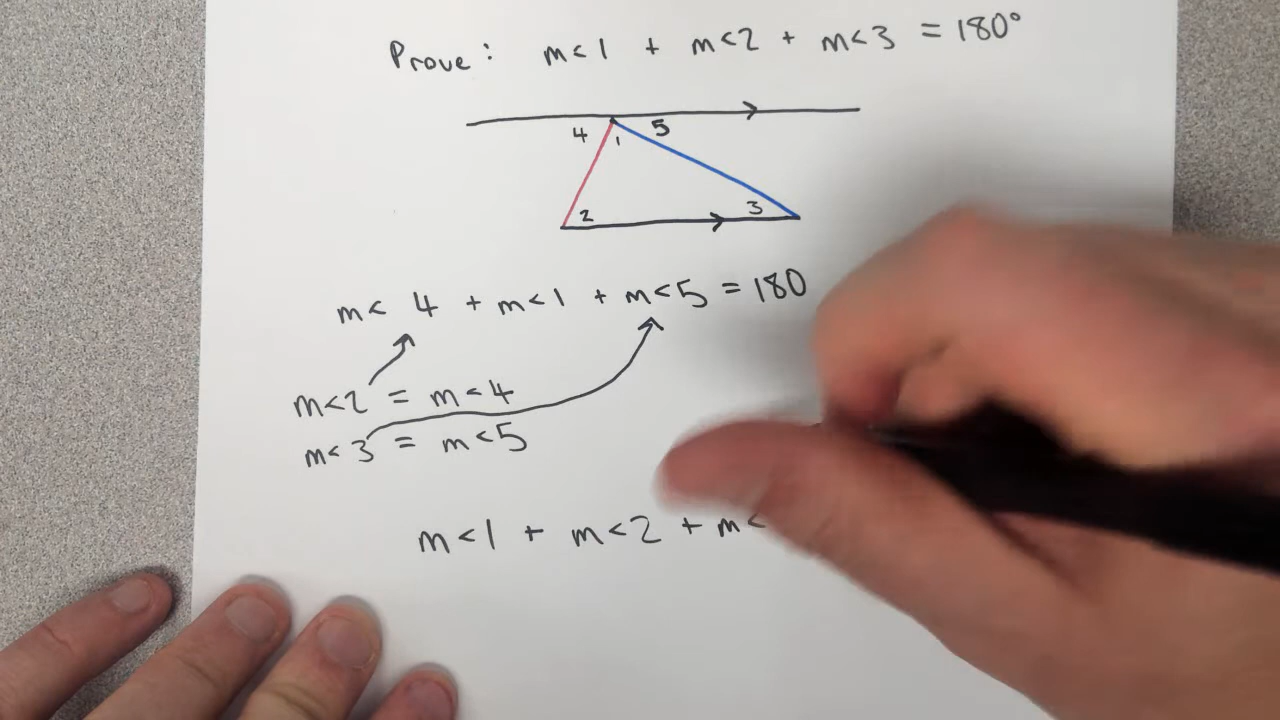 Prove: m<1 + m<2 + m<3 = 180°
4 1 5
2 3
m<4 + m<1 + m<5 = 180
m<2 = m<4
m<3 = m<5
m<1 + m<2 + m<